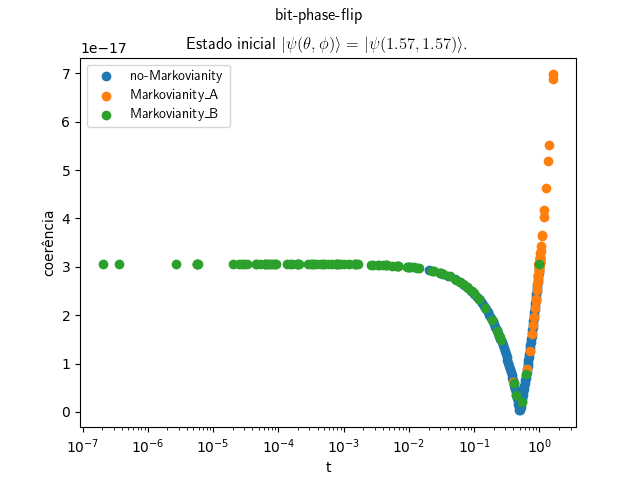 bit-phase-flip
Estado inicial |ψ(θ, ϕ)⟩ = |ψ(1.57, 1.57)⟩.
1e−17
no-Markovianity
Markovianity_A
Markovianity_B
7
6
5
4
3
2
1
0
coerência
10⁻⁷ 10⁻⁶ 10⁻⁵ 10⁻⁴ 10⁻³ 10⁻² 10⁻¹ 10⁰
t